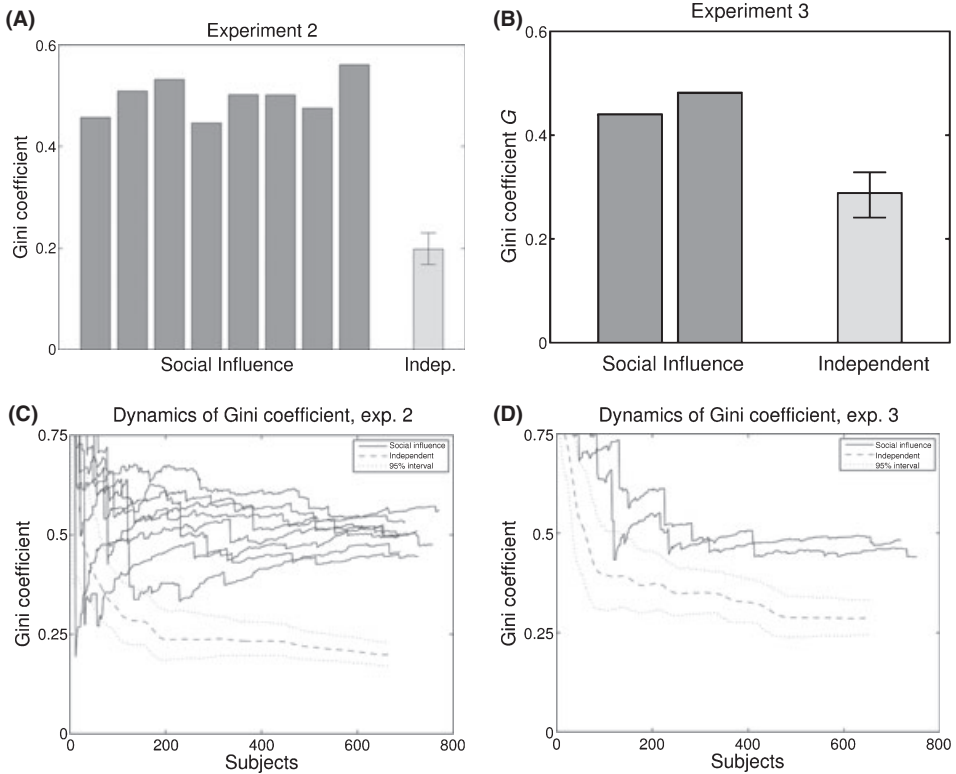 (A)
Experiment 2
Gini coefficient
0.6
0.4
0.2
0
Social Influence
Indep.
(B)
Experiment 3
Gini coefficient G
0.6
0.4
0.2
0
Social Influence
Independent
(C)
Dynamics of Gini coefficient, exp. 2
Gini coefficient
0.75
0.5
0.25
0
Social influence
Independent
95% interval
0 200 400 600 800
Subjects
(D)
Dynamics of Gini coefficient, exp. 3
Gini coefficient
0.75
0.5
0.25
0
Social influence
Independent
95% interval
0 200 400 600 800
Subjects